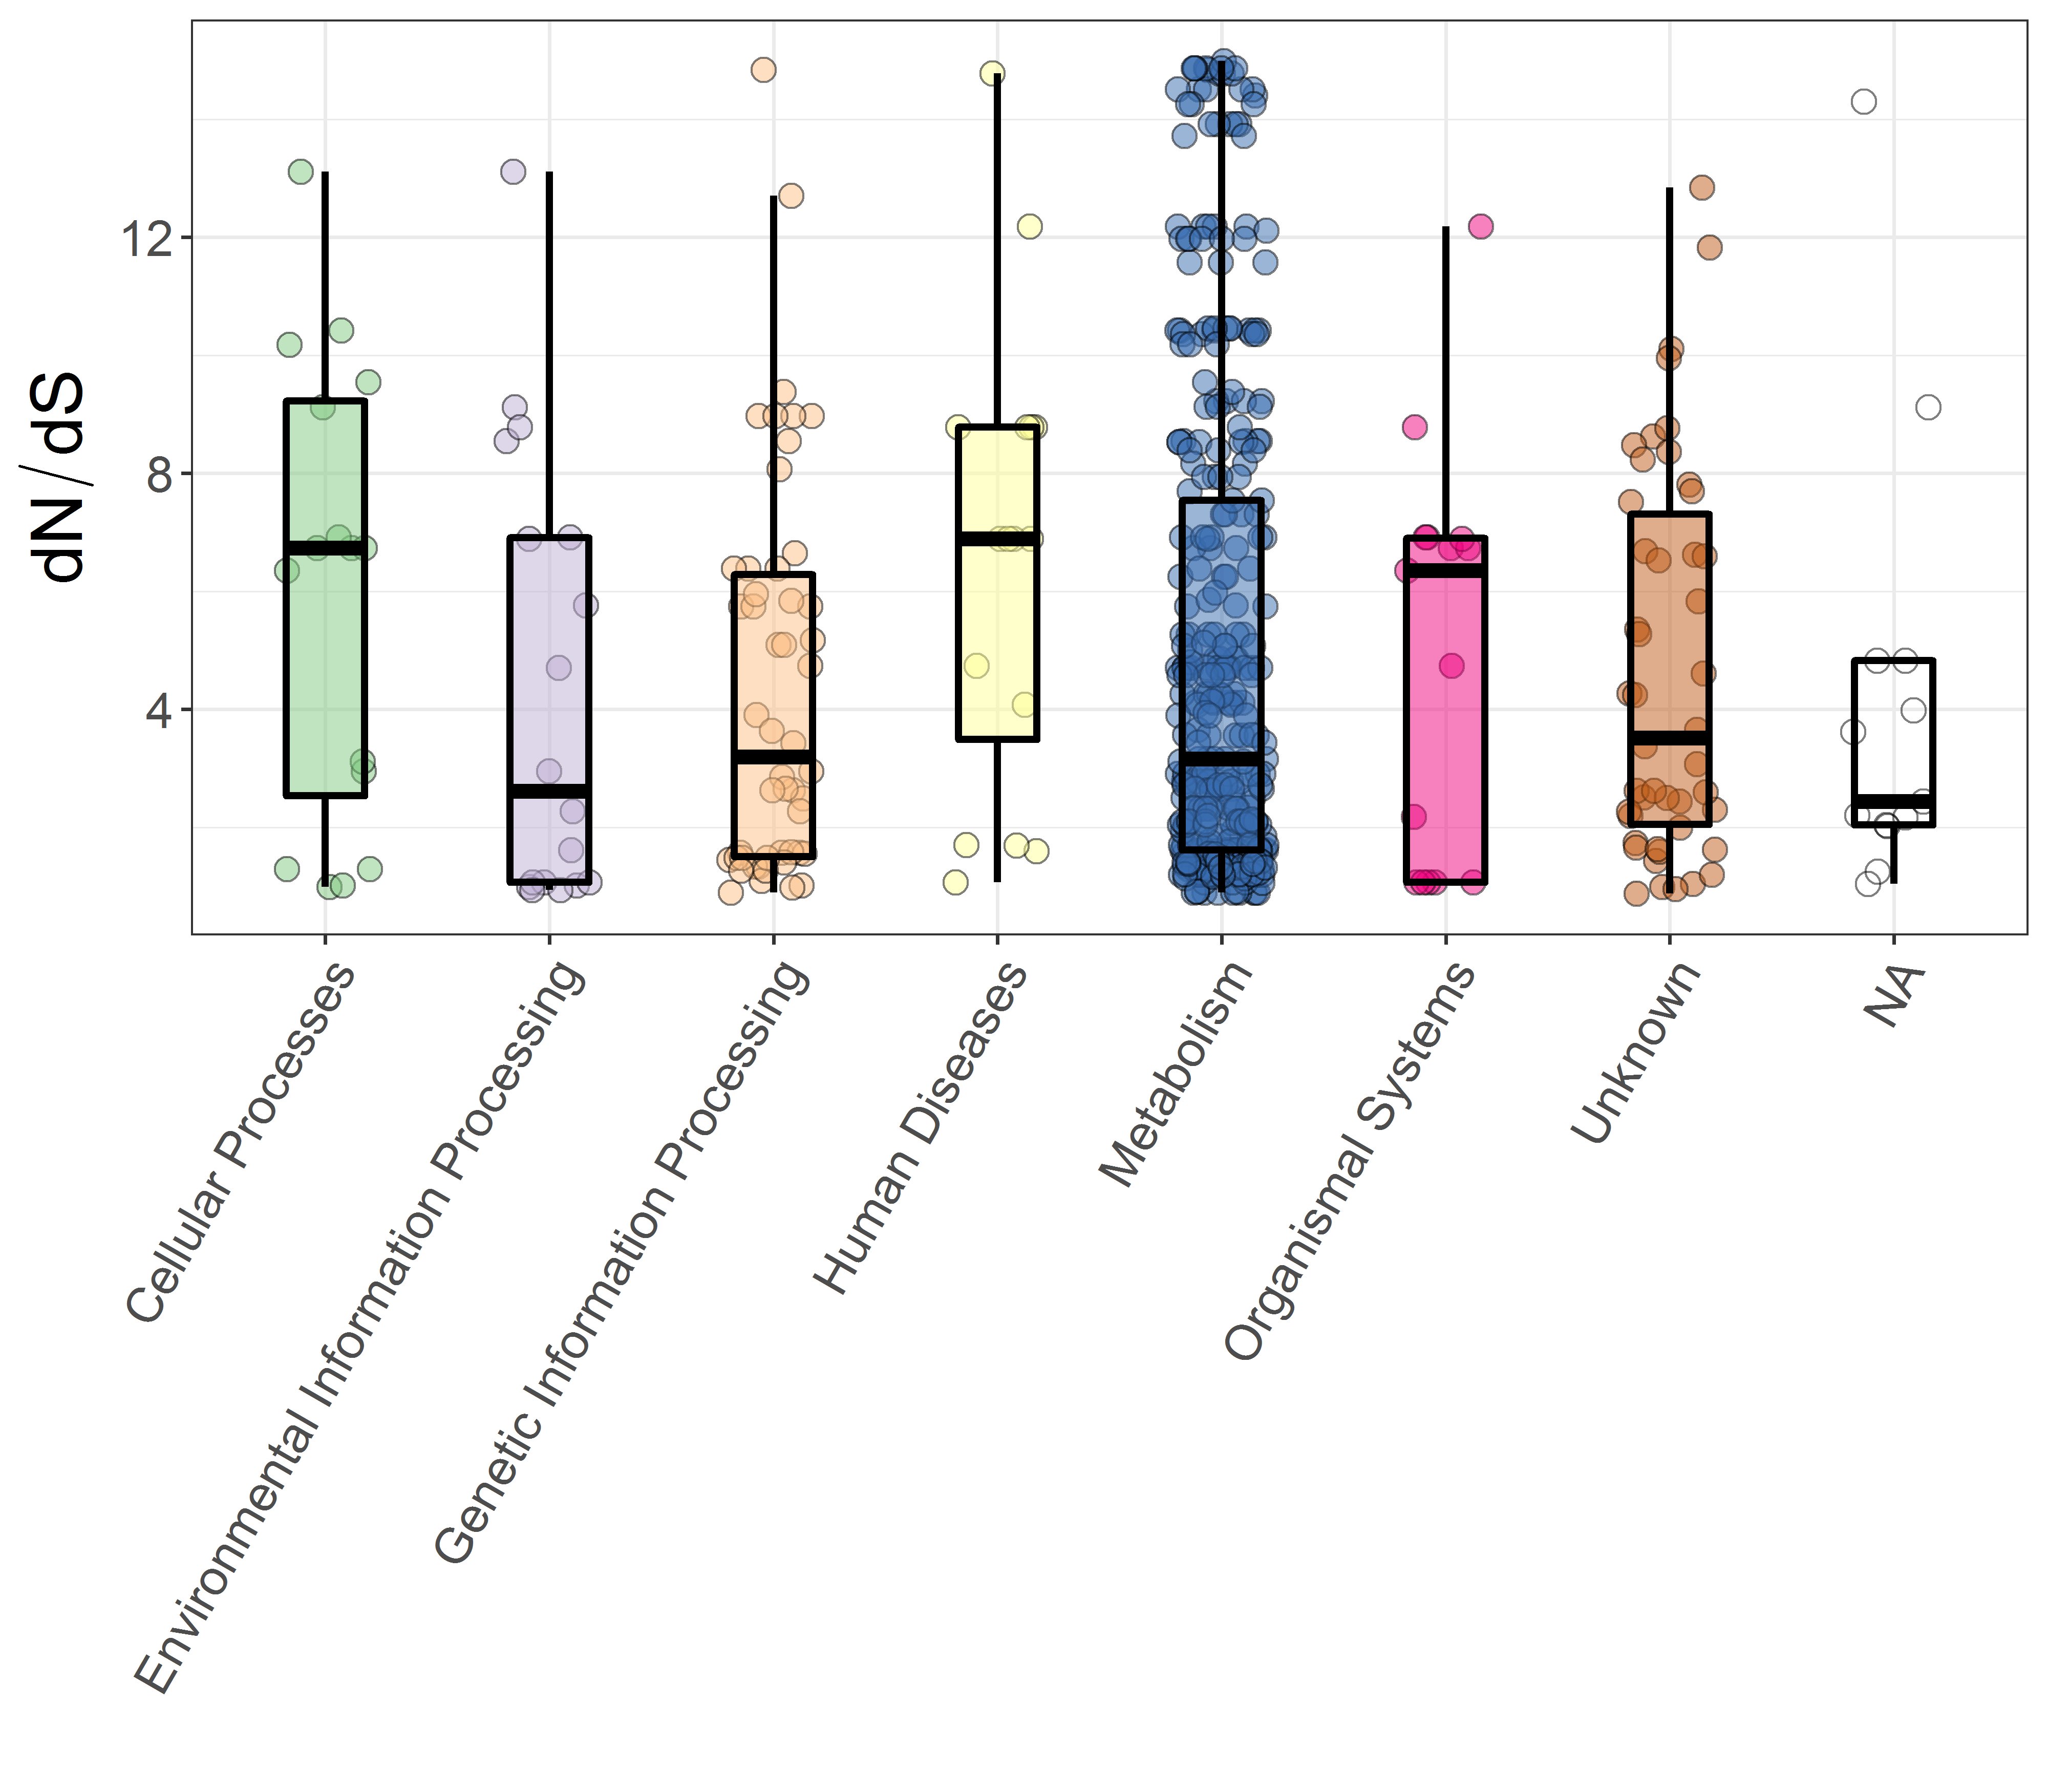 dN / dS
12
8
4
Cellular Processes
Environmental Information Processing
Genetic Information Processing
Human Diseases
Metabolism
Organismal Systems
Unknown
NA